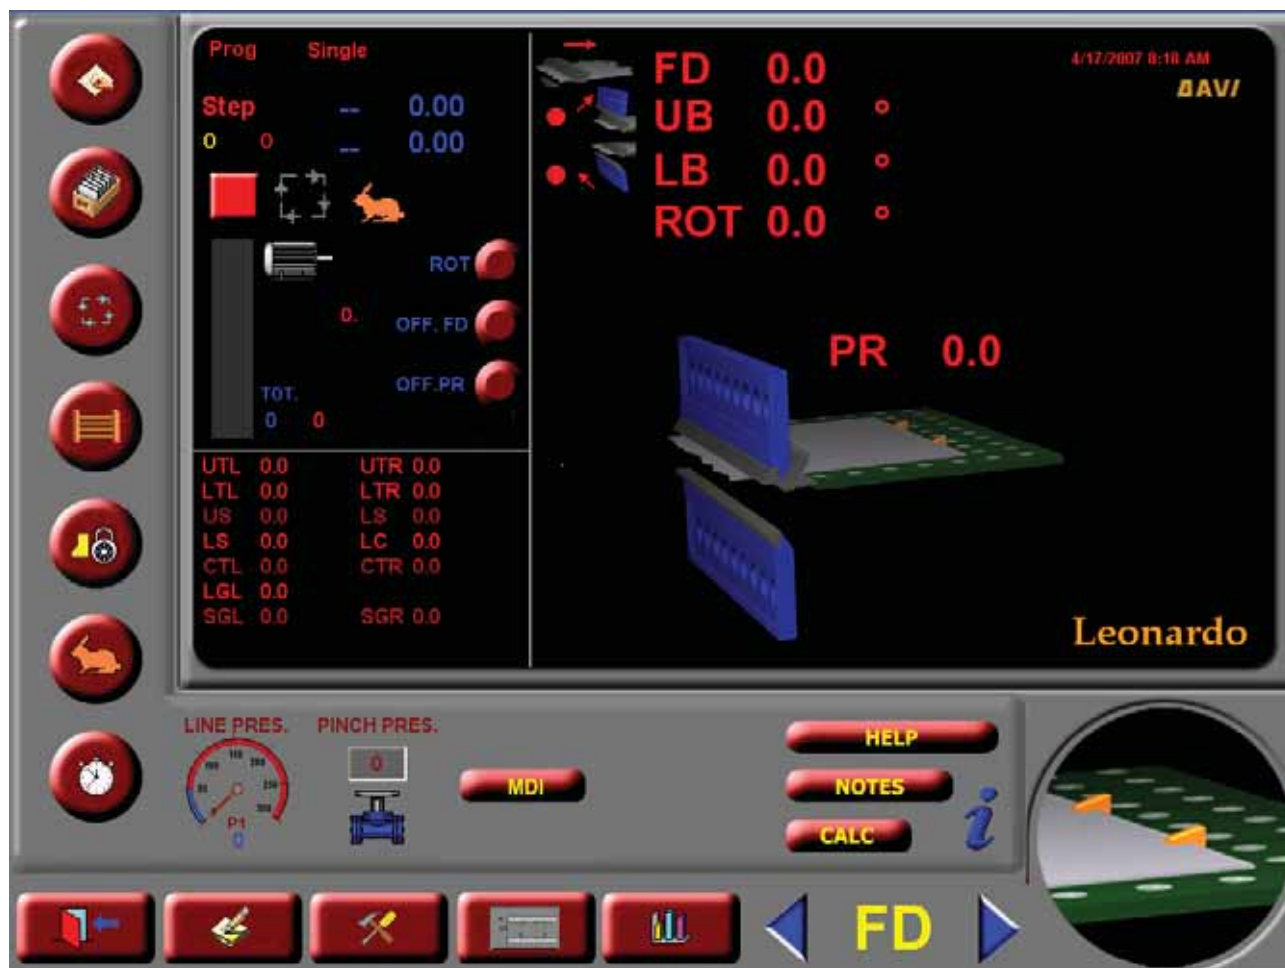 Prog Single
4/17/2007 8:18 AM
ΔAVI
Step -- 0.00
0 0 -- 0.00
FD 0.0
UB 0.0 °
LB 0.0 °
ROT 0.0 °
ROT
0. OFF. FD
OFF.PR
TOT.
0 0
PR 0.0
UTL 0.0 UTR 0.0
LTL 0.0 LTR 0.0
US 0.0 LS 0.0
LS 0.0 LC 0.0
CTL 0.0 CTR 0.0
LGL 0.0
SGL 0.0 SGR 0.0
Leonardo
LINE PRES. PINCH PRES.
0
P1
0
MDI
HELP
NOTES
CALC
i
FD